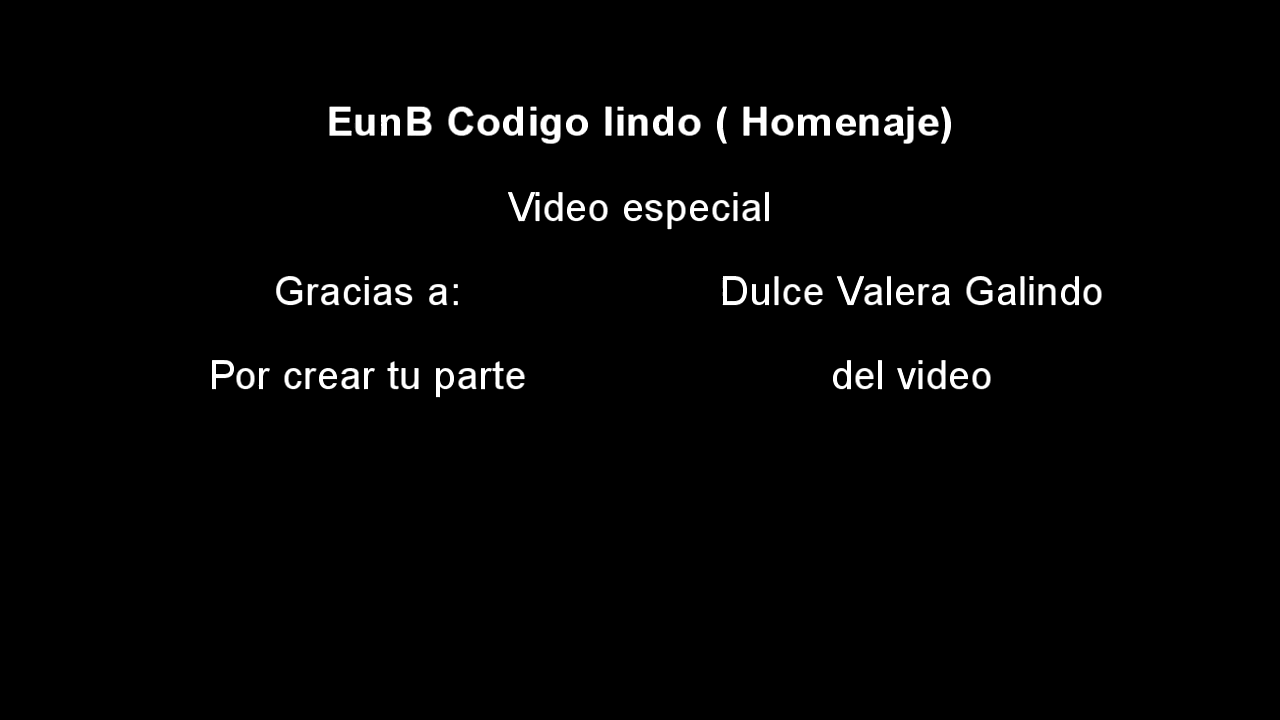 EunB Codigo lindo ( Homenaje)
Video especial
Gracias a: Dulce Valera Galindo
Por crear tu parte del video